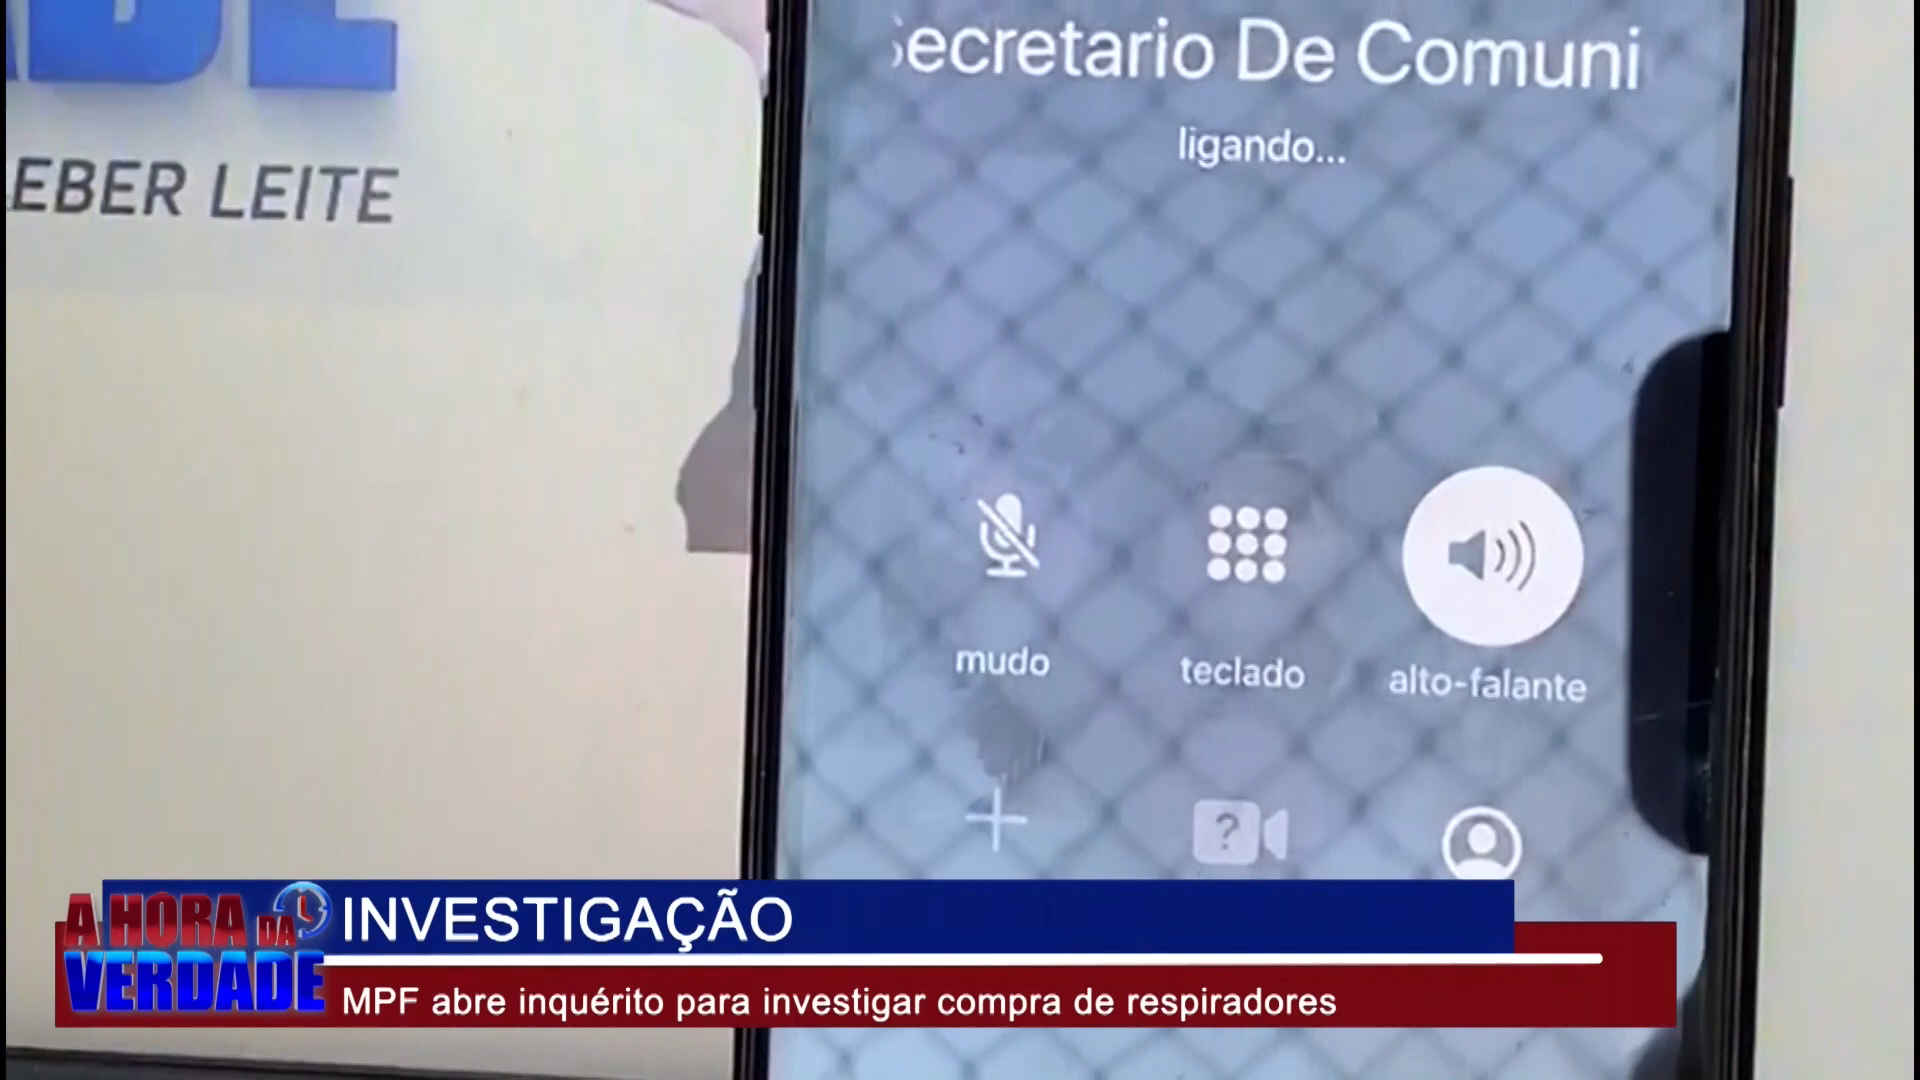 EBER LEITE
Secretario De Comuni
ligando...
mudo
teclado
alto-falante
?
A HORA DA
VERDADE
INVESTIGAÇÃO
MPF abre inquérito para investigar compra de respiradores